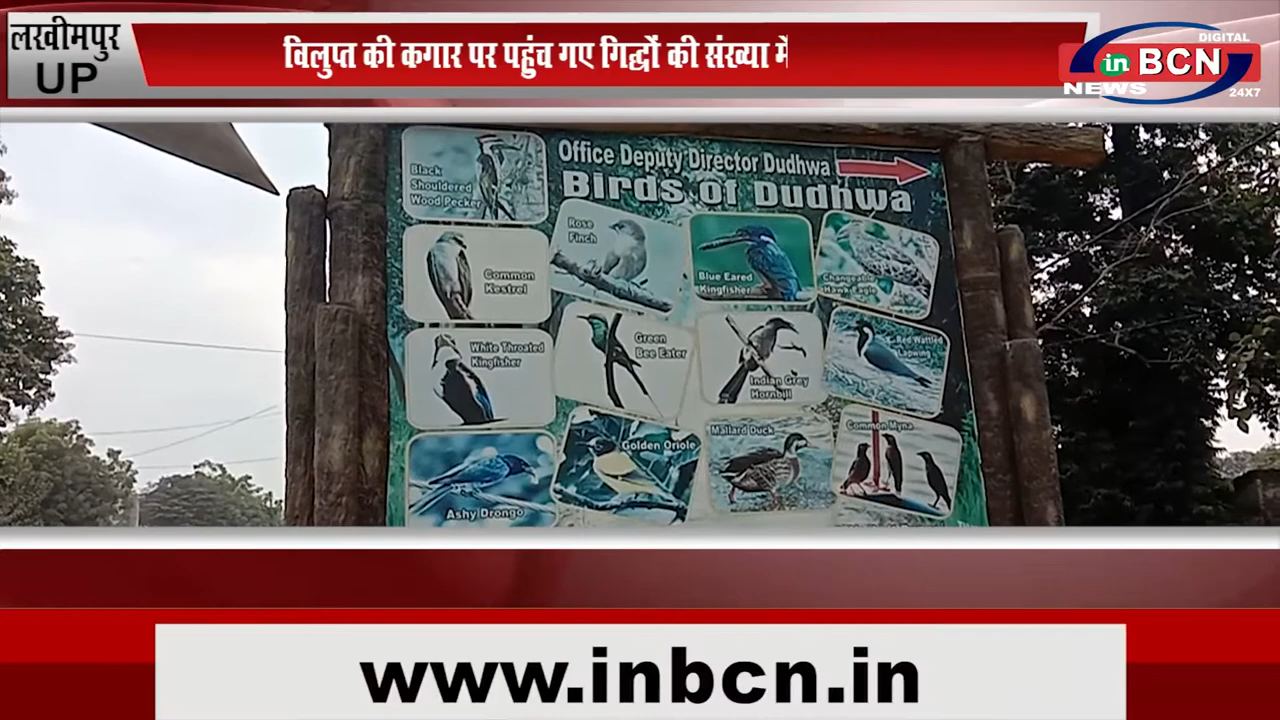 लखीमपुर
UP
विलुप्त की कगार पर पहुंच गए गिद्धों की संख्या में
DIGITAL
in BCN
NEWS
24X7
Office Deputy Director Dudhwa
Birds of Dudhwa
Black
Shouldered
Wood Pecker
Rose
Finch
Blue Eared
Kingfisher
Changeable
Hawk Eagle
Common
Kestrel
White Throated
Kingfisher
Green
Bee Eater
Indian Grey
Hornbill
Red Wattled
Lapwing
Ashy Drongo
Golden Oriole
Mallard Duck
Common Myna
www.inbcn.in